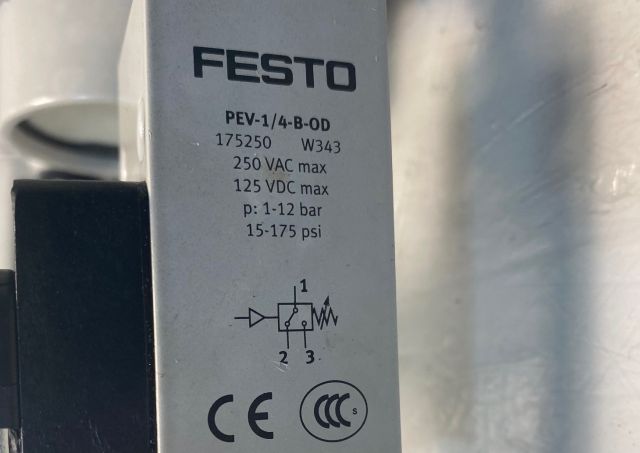 FESTO
PEV-1/4-B-OD
175250 W343
250 VAC max
125 VDC max
p: 1-12 bar
15-175 psi
1
2 3
CE CCC S